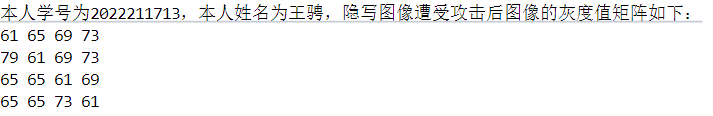 本人学号为2022211713，本人姓名为王骋，隐写图像遭受攻击后图像的灰度值矩阵如下：
61 65 69 73
79 61 69 73
65 65 61 69
65 65 73 61